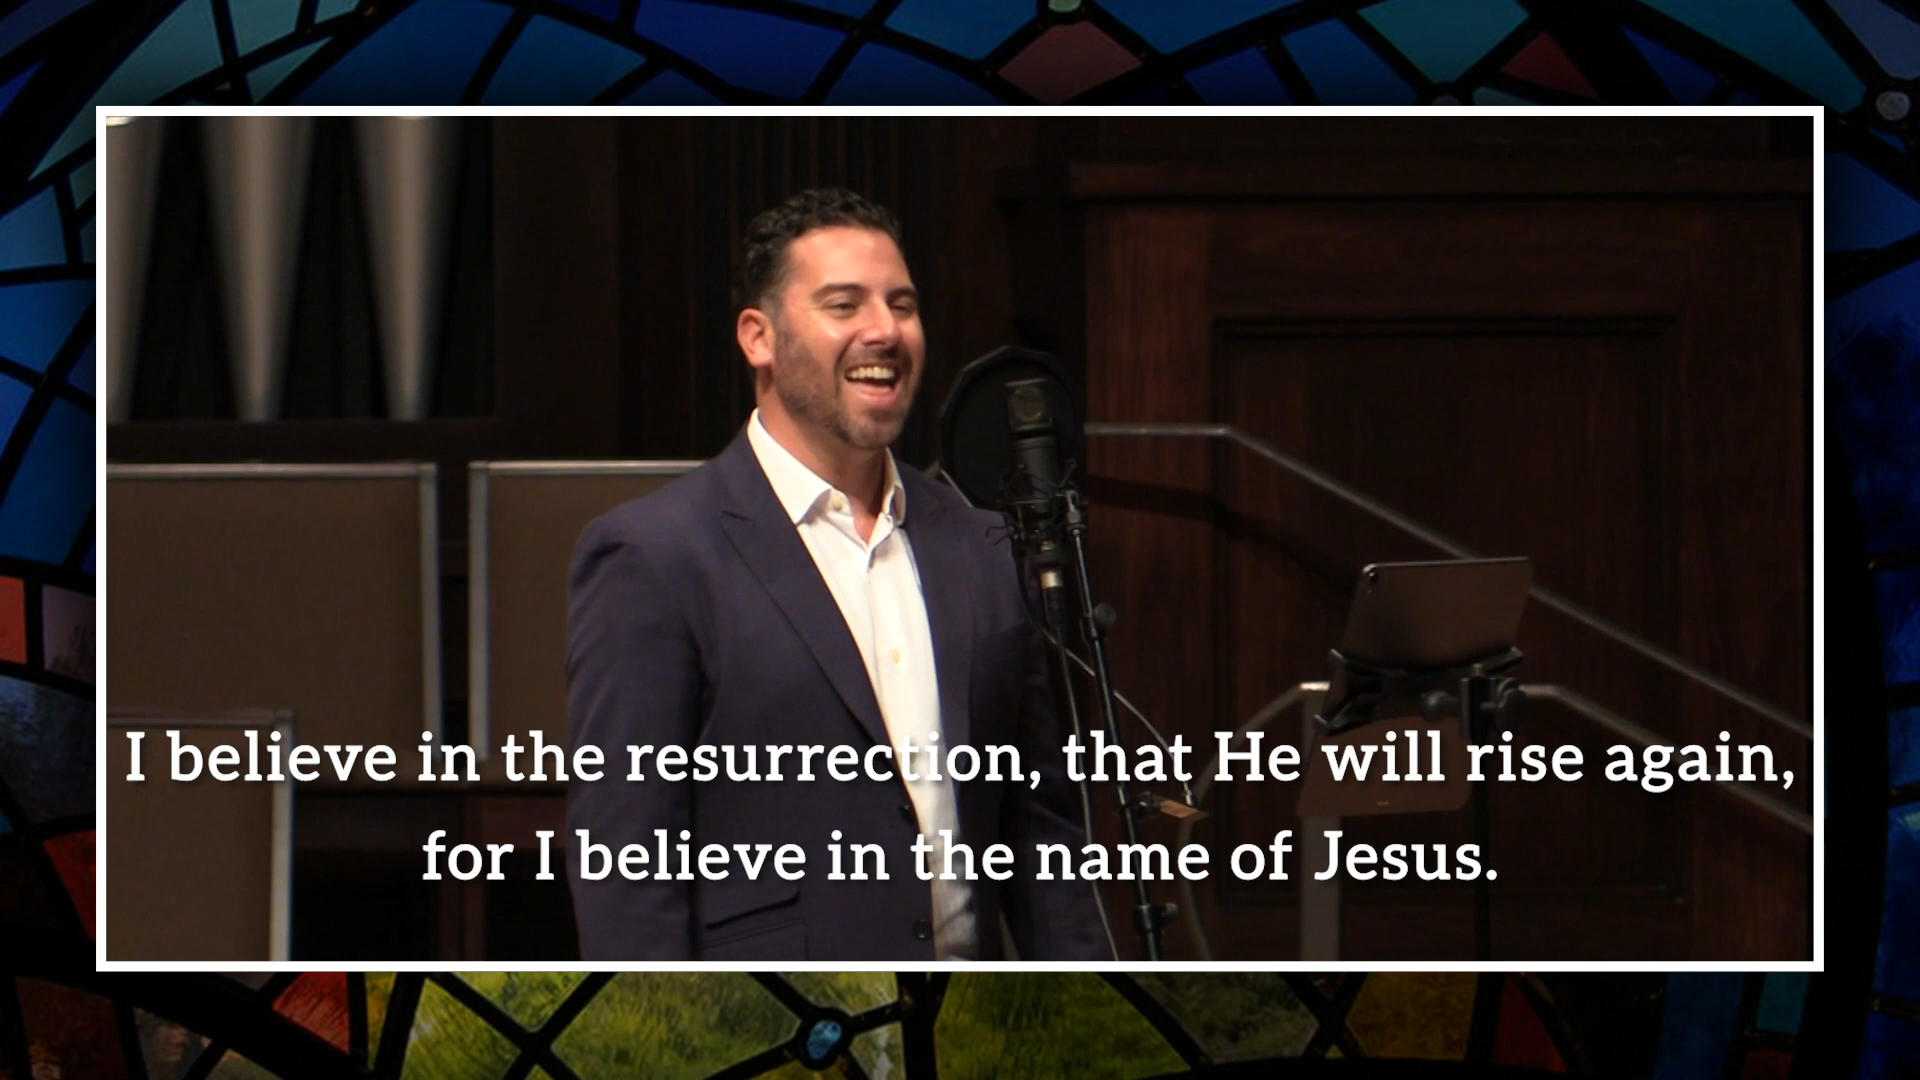 I believe in the resurrection, that He will rise again,
for I believe in the name of Jesus.